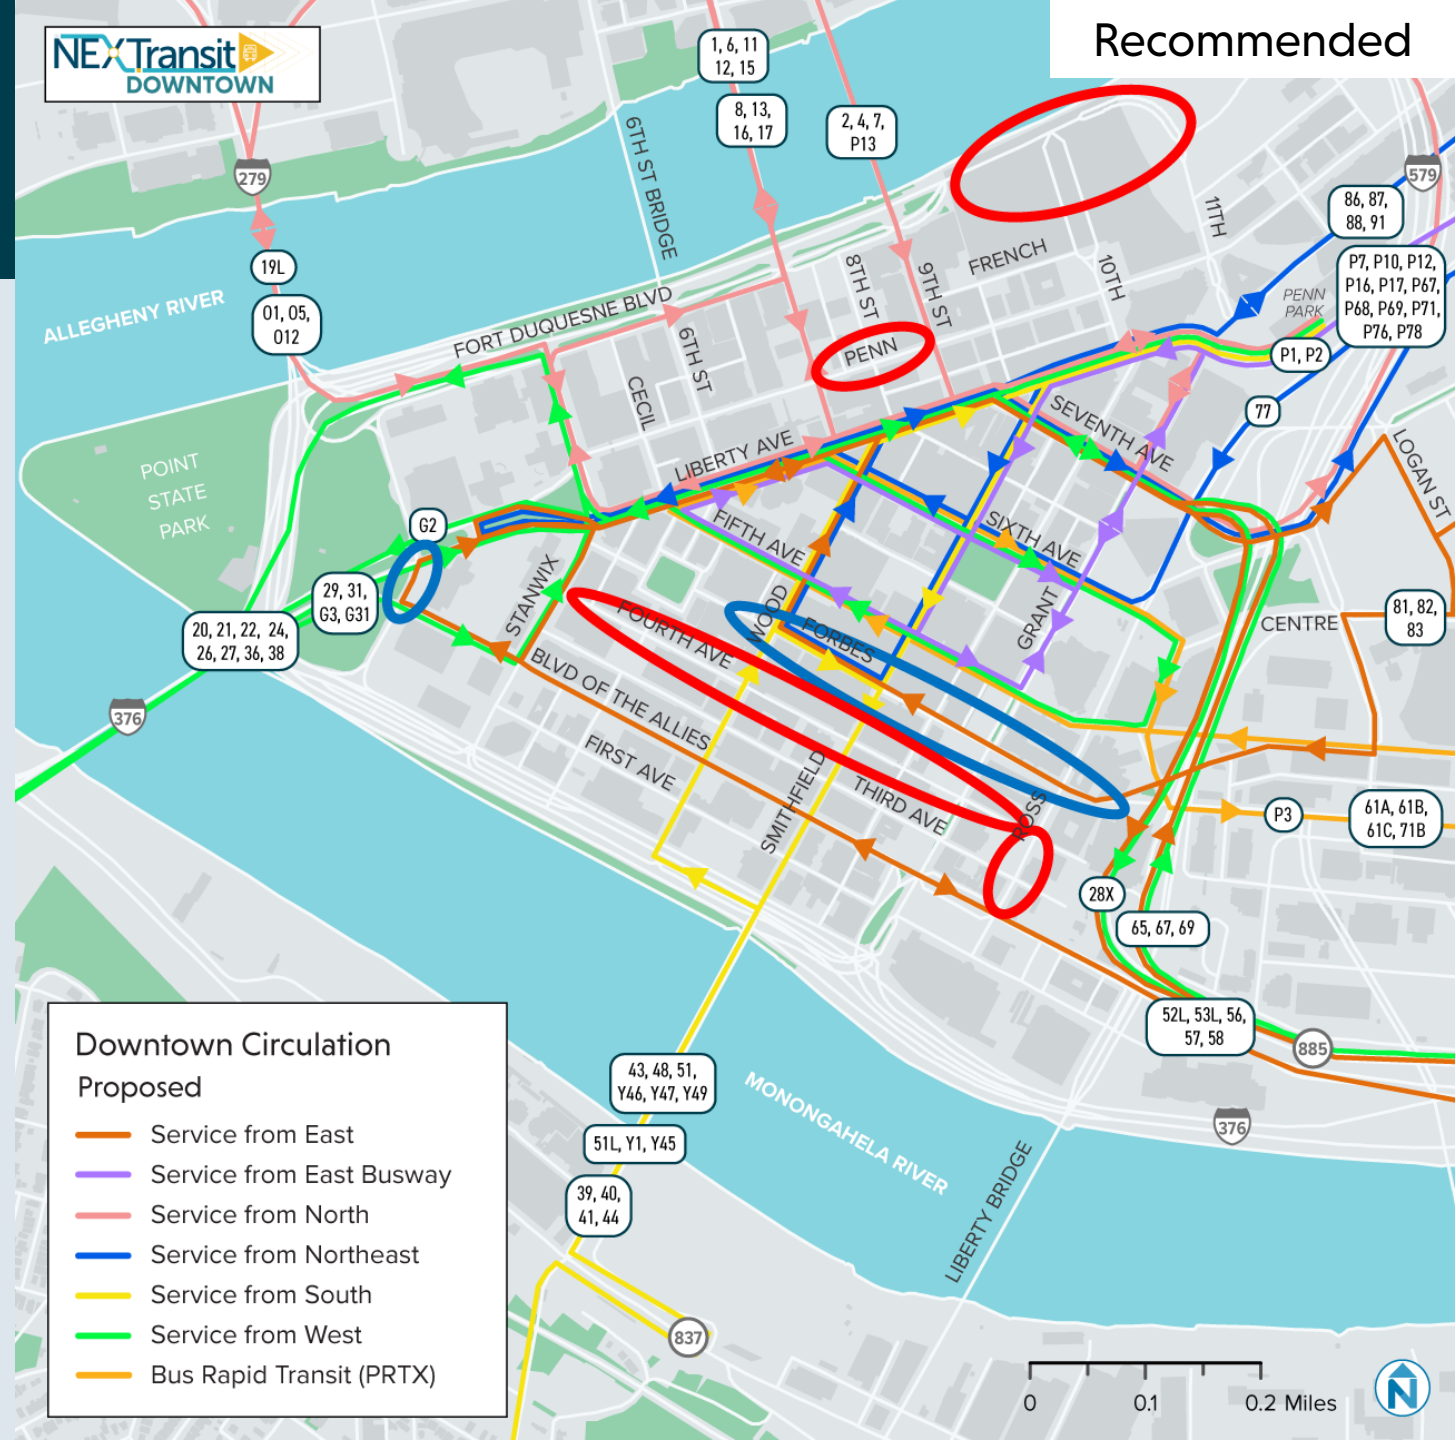 Recommended
NEXTransit
DOWNTOWN
1, 6, 11
12, 15
8, 13,
16, 17
2, 4, 7,
P13
279
579
6TH ST BRIDGE
11TH
86, 87,
88, 91
19L
O1, O5,
O12
ALLEGHENY RIVER
FRENCH
10TH
8TH ST
9TH ST
PENN
PARK
P7, P10, P12,
P16, P17, P67,
P68, P69, P71,
P76, P78
P1, P2
FORT DUQUESNE BLVD
6TH ST
PENN
CECIL
77
SEVENTH AVE
LOGAN ST
LIBERTY AVE
POINT
STATE
PARK
G2
FIFTH AVE
SIXTH AVE
STANWIX
WOOD
GRANT
29, 31,
G3, G31
20, 21, 22, 24,
26, 27, 36, 38
81, 82,
83
CENTRE
FOURTH AVE
FORBES
BLVD OF THE ALLIES
376
FIRST AVE
SMITHFIELD
THIRD AVE
ROSS
P3
61A, 61B,
61C, 71B
28X
65, 67, 69
52L, 53L, 56,
57, 58
885
376
43, 48, 51,
Y46, Y47, Y49
51L, Y1, Y45
39, 40,
41, 44
MONONGAHELA RIVER
LIBERTY BRIDGE
837
Downtown Circulation
Proposed
Service from East
Service from East Busway
Service from North
Service from Northeast
Service from South
Service from West
Bus Rapid Transit (PRTX)
0 0.1 0.2 Miles
N